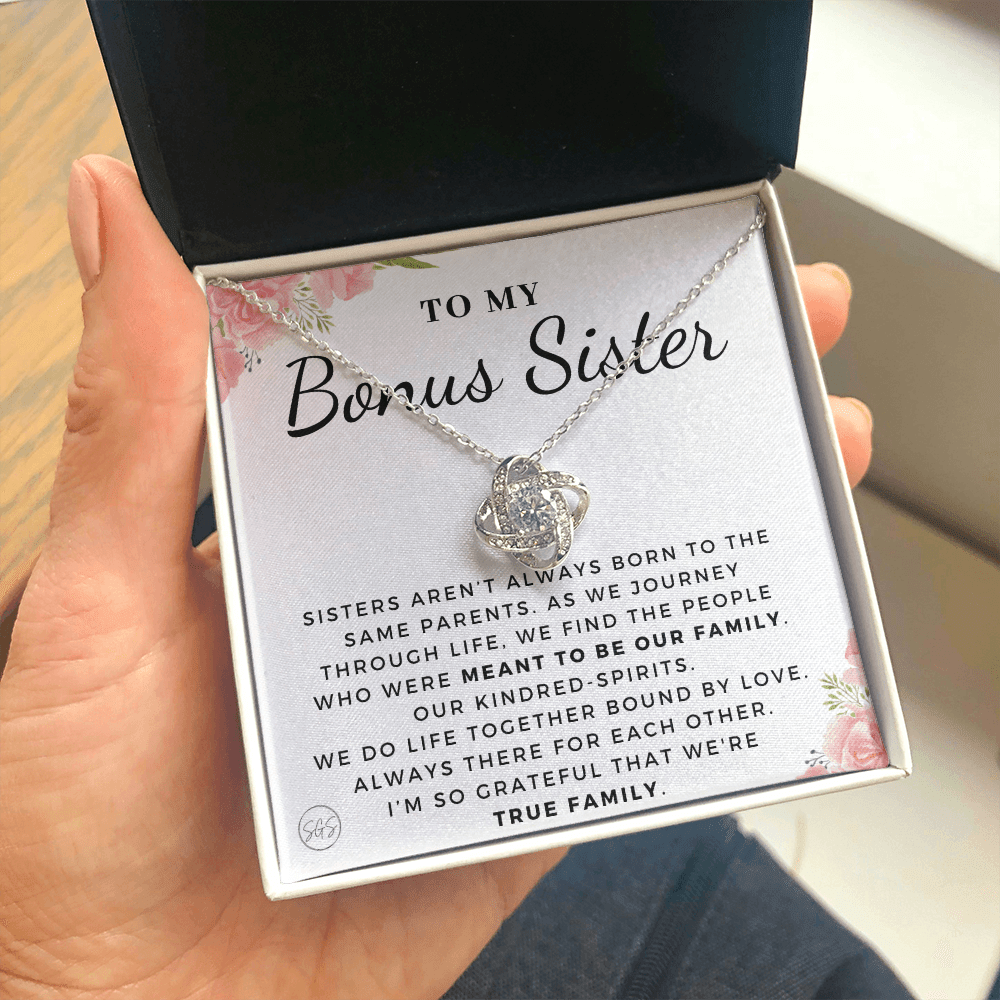 TO MY
Bonus Sister
SISTERS AREN'T ALWAYS BORN TO THE
SAME PARENTS. AS WE JOURNEY
THROUGH LIFE, WE FIND THE PEOPLE
WHO WERE MEANT TO BE OUR FAMILY.
OUR KINDRED-SPIRITS.
WE DO LIFE TOGETHER BOUND BY LOVE.
ALWAYS THERE FOR EACH OTHER.
I'M SO GRATEFUL THAT WE'RE
TRUE FAMILY.
SGS